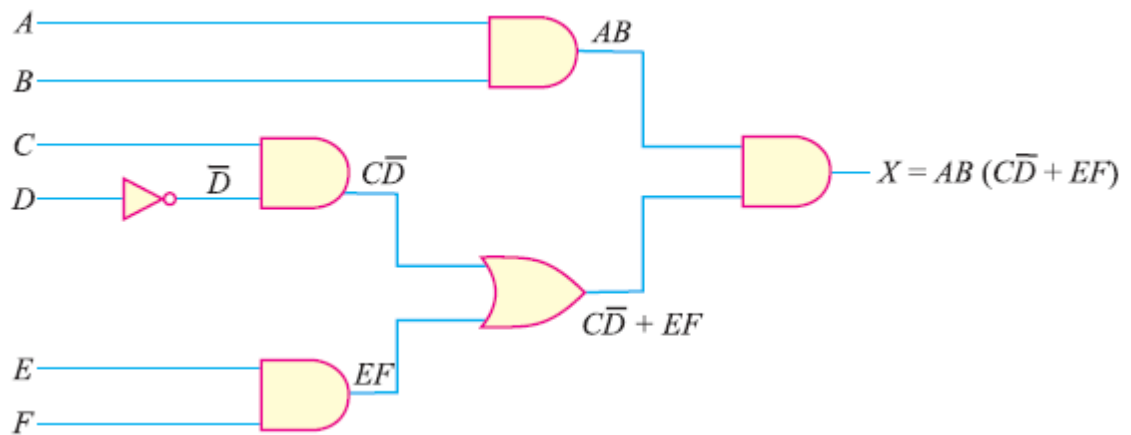 A
AB
B
C
D̅
CD̅
D
X = AB (CD̅ + EF)
CD̅ + EF
E
EF
F